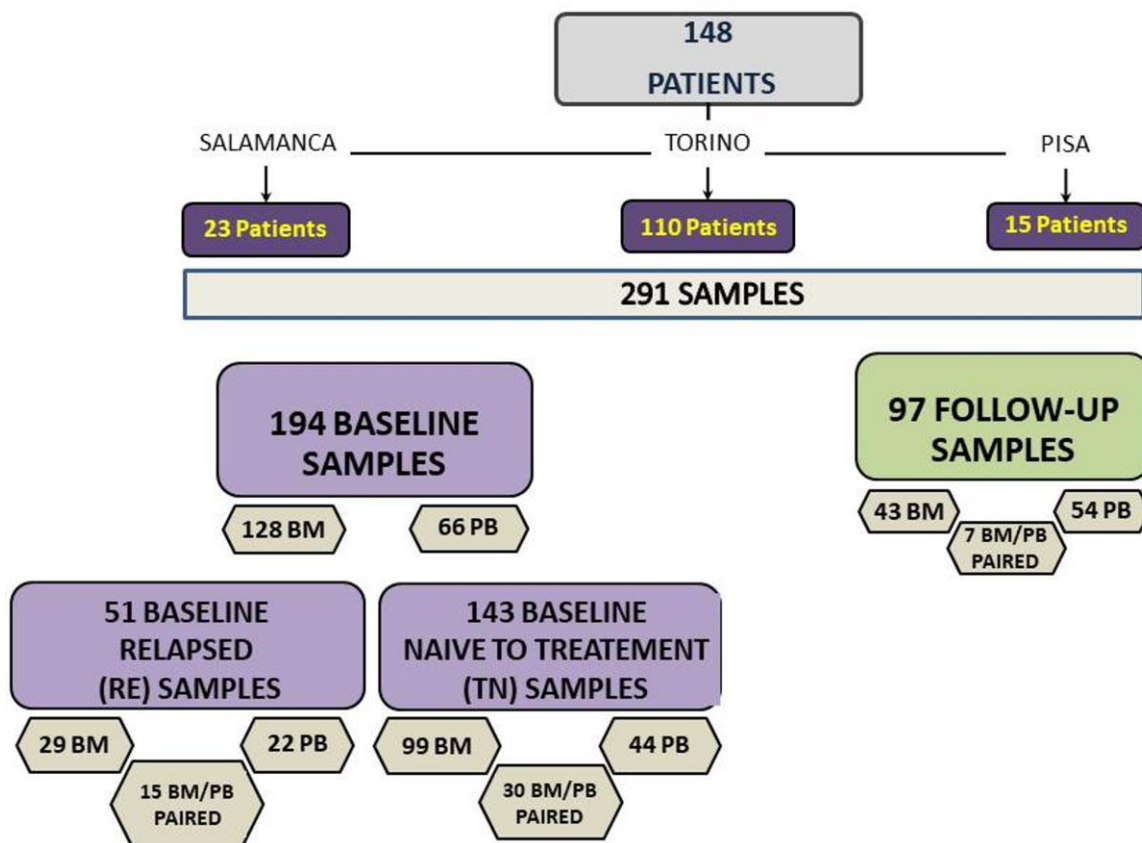 148
PATIENTS
SALAMANCA
TORINO
PISA
23 Patients
110 Patients
15 Patients
291 SAMPLES
194 BASELINE
SAMPLES
128 BM
66 PB
97 FOLLOW-UP
SAMPLES
43 BM
54 PB
7 BM/PB
PAIRED
51 BASELINE
RELAPSED
(RE) SAMPLES
29 BM
22 PB
15 BM/PB
PAIRED
143 BASELINE
NAIVE TO TREATEMENT
(TN) SAMPLES
99 BM
44 PB
30 BM/PB
PAIRED